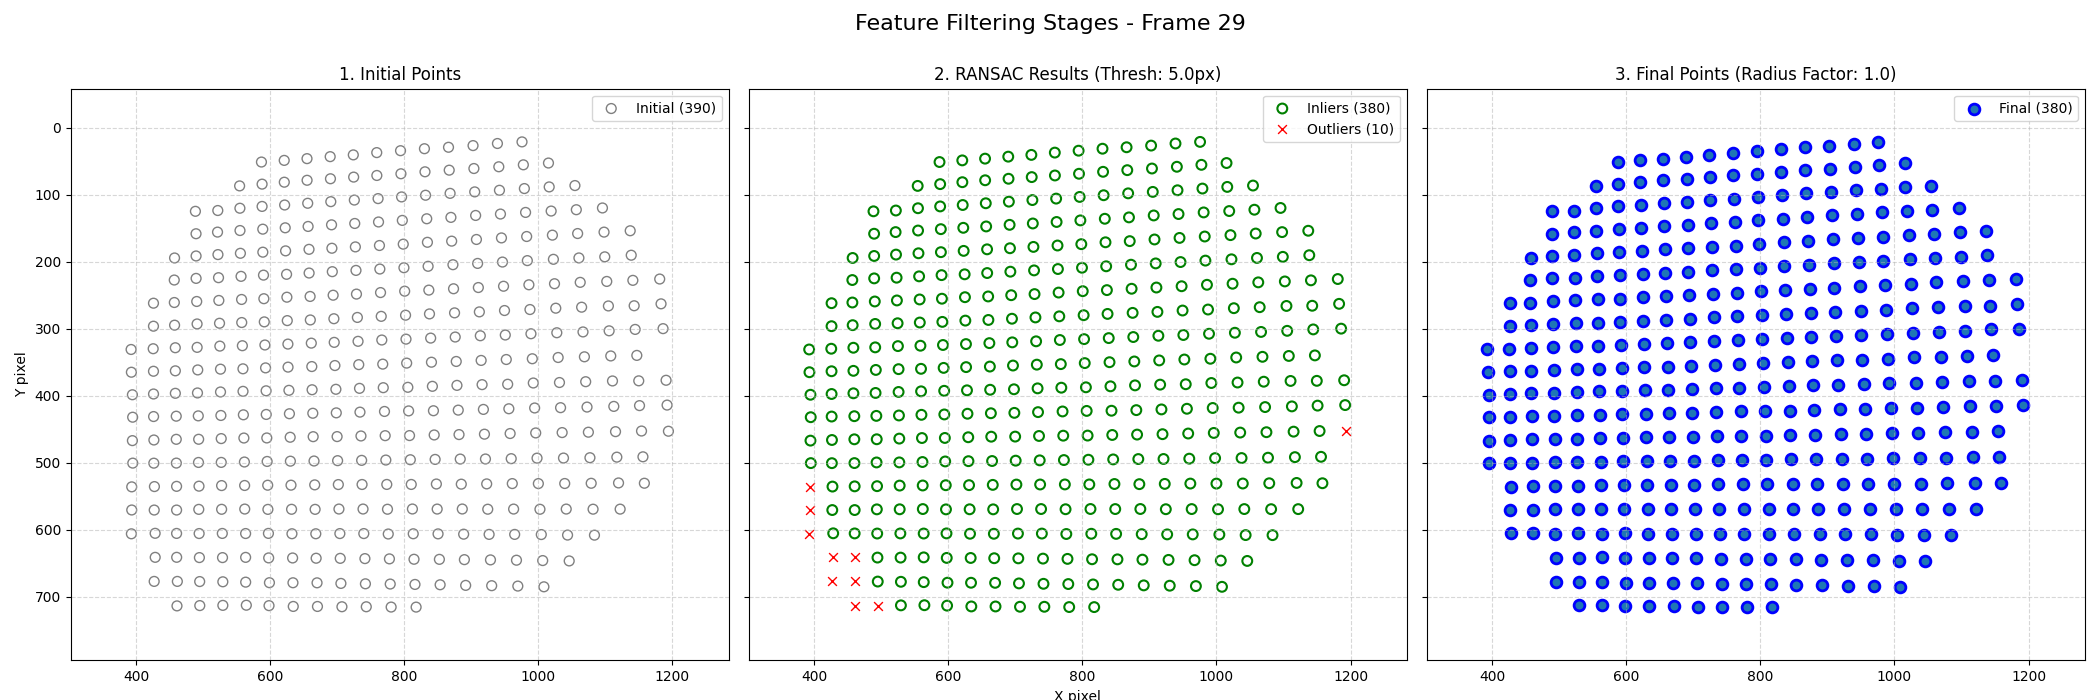 Feature Filtering Stages - Frame 29
1. Initial Points
2. RANSAC Results (Thresh: 5.0px)
3. Final Points (Radius Factor: 1.0)
Initial (390)
Inliers (380)
Outliers (10)
Final (380)
0
100
200
300
400
500
600
700
Y pixel
400 600 800 1000 1200
400 600 800 1000 1200
400 600 800 1000 1200
X pixel